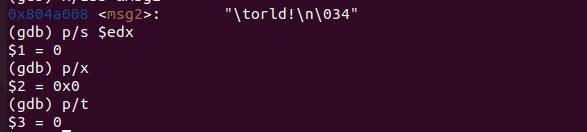 0x804a008 <msg2>: "\torld!\n\034"
(gdb) p/s $edx
$1 = 0
(gdb) p/x
$2 = 0x0
(gdb) p/t
$3 = 0